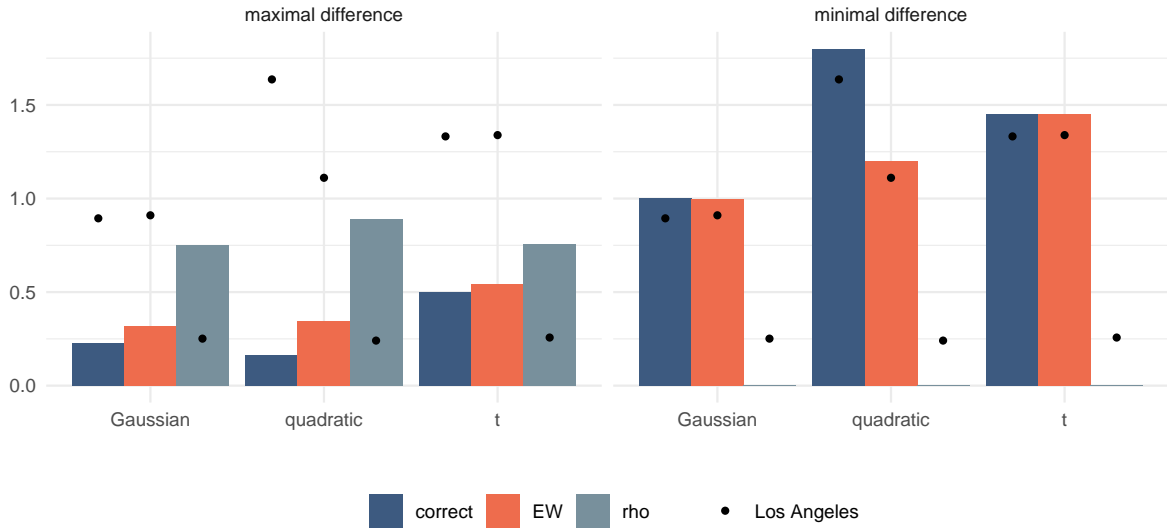 maximal difference
minimal difference
1.5
1.0
0.5
0.0
Gaussian
quadratic
t
Gaussian
quadratic
t
correct
EW
rho
Los Angeles